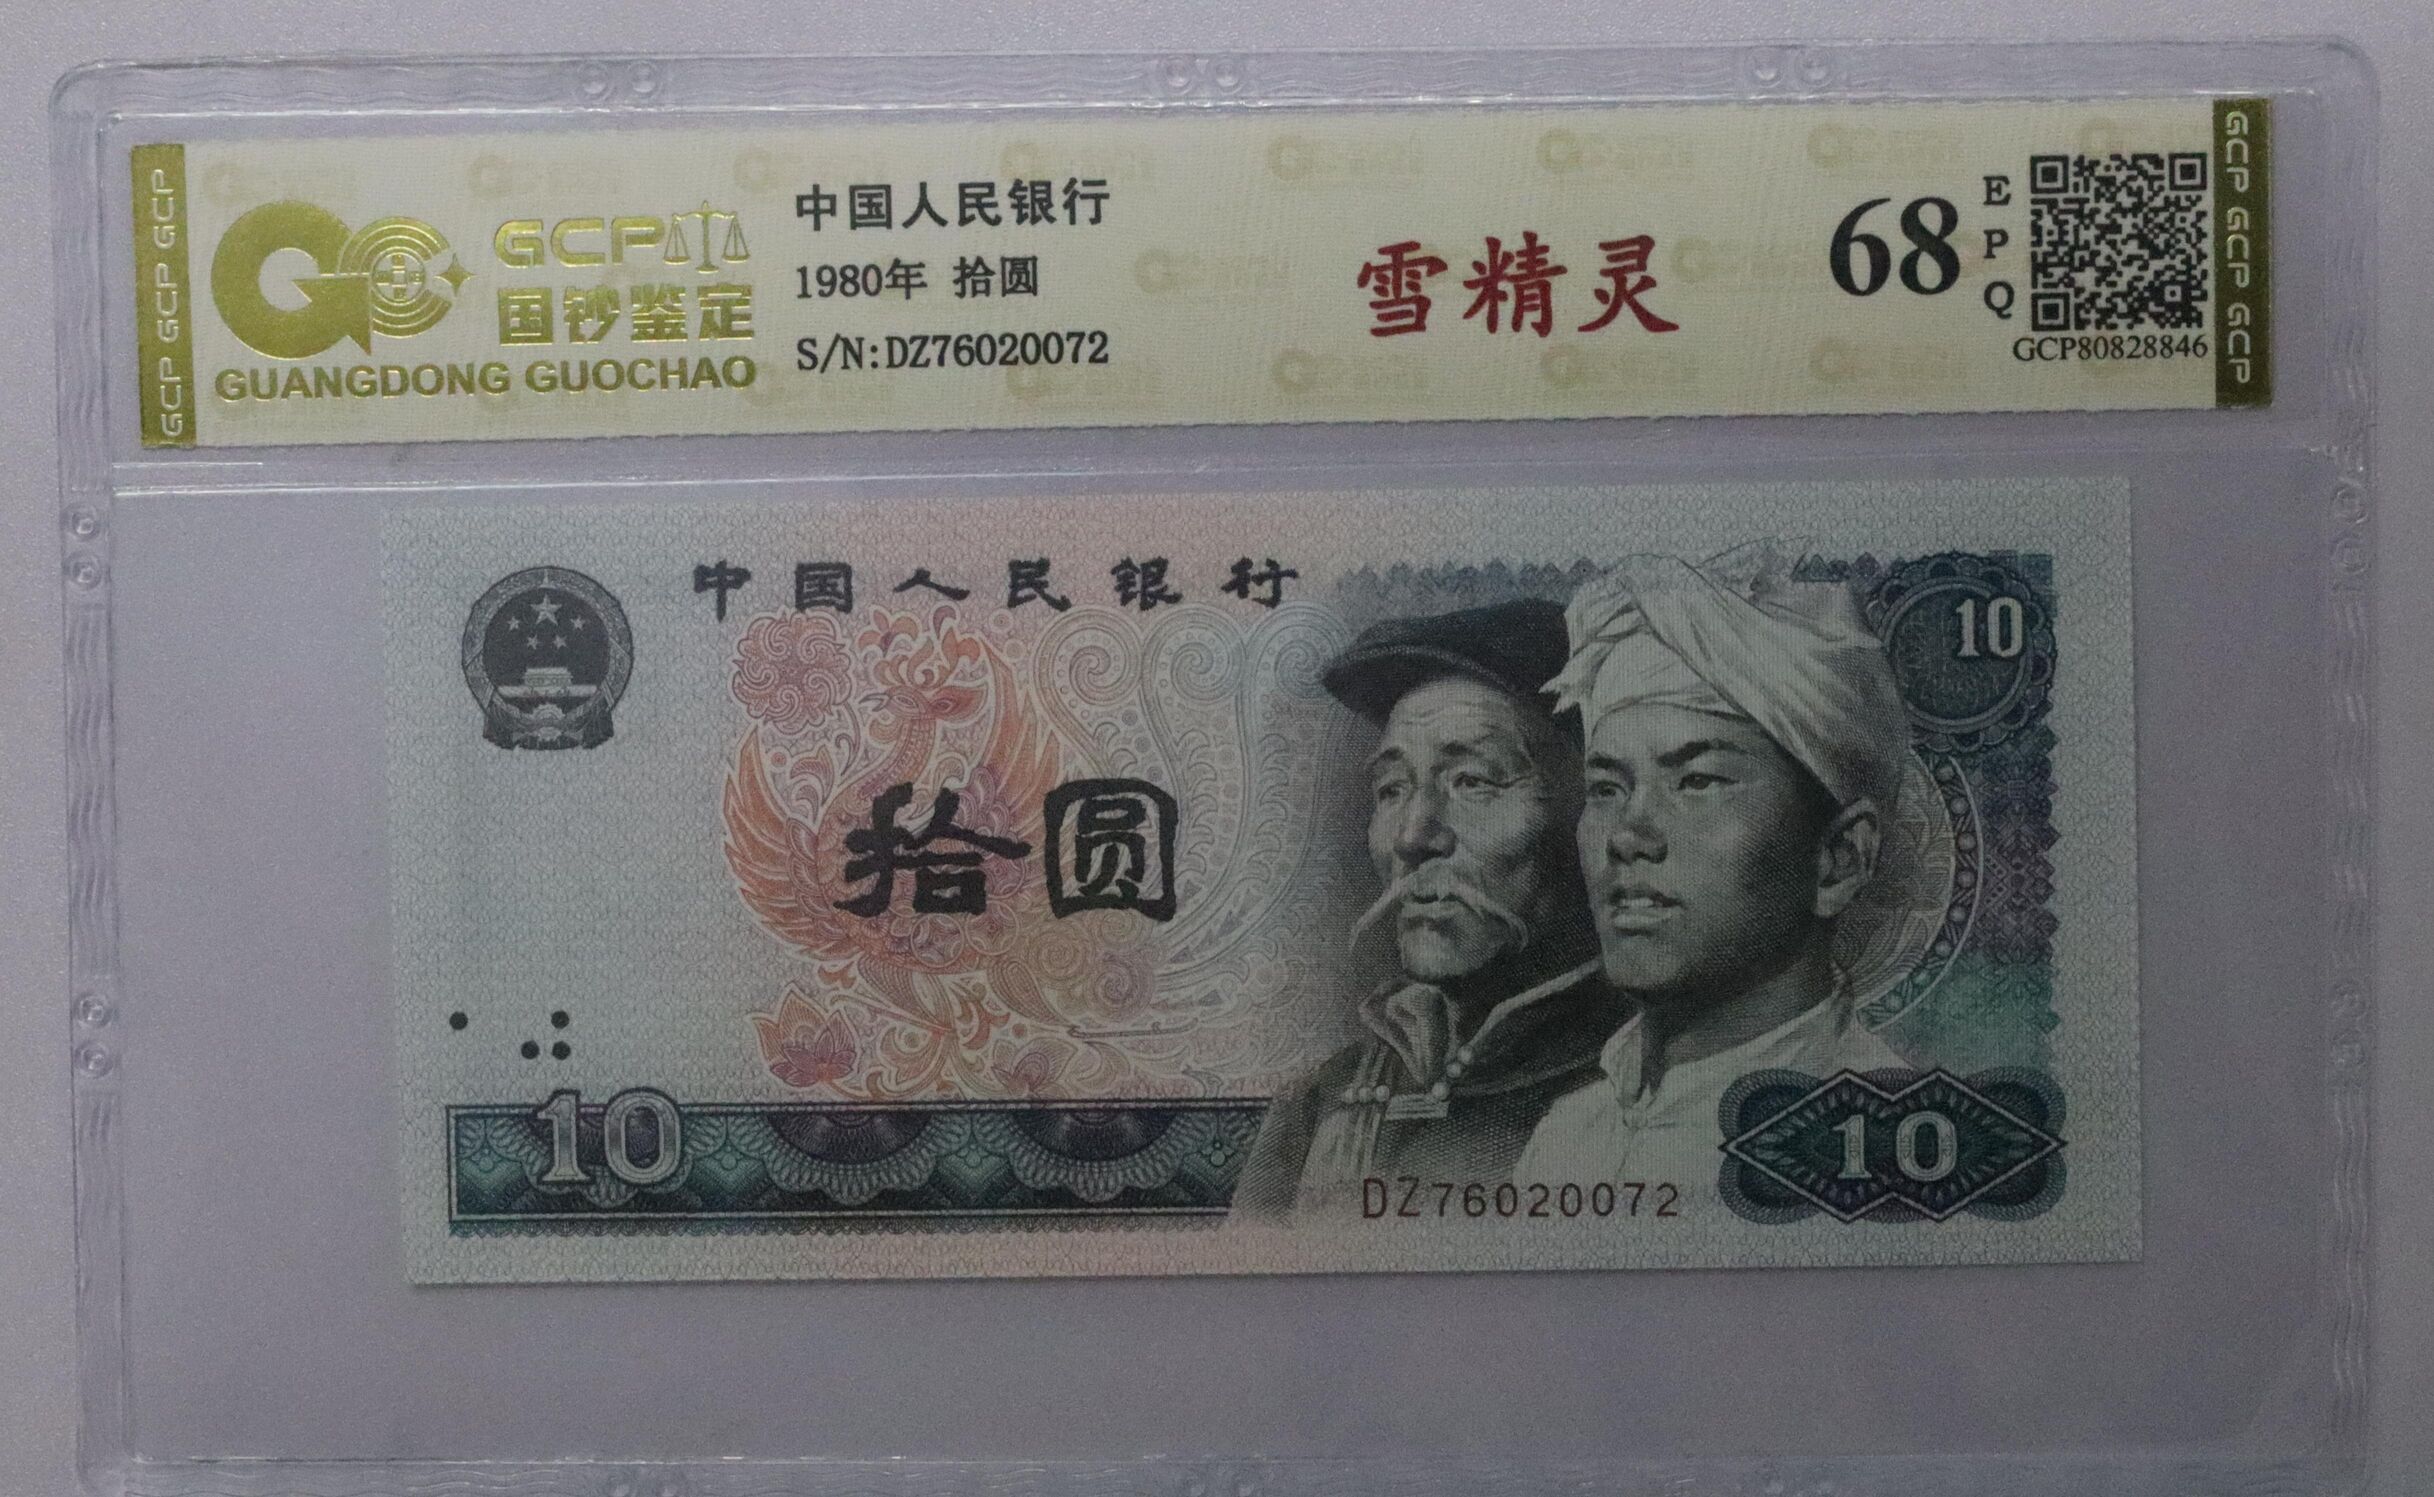 GCP GCP GCP
GCP
国钞鉴定
GUANGDONG GUOCHAO
中国人民银行
1980年 拾圆
S/N:DZ76020072
雪精灵
68
EPQ
GCP80828846
GCP GCP GCP
中国人民银行
10
拾圆
10
10
DZ76020072